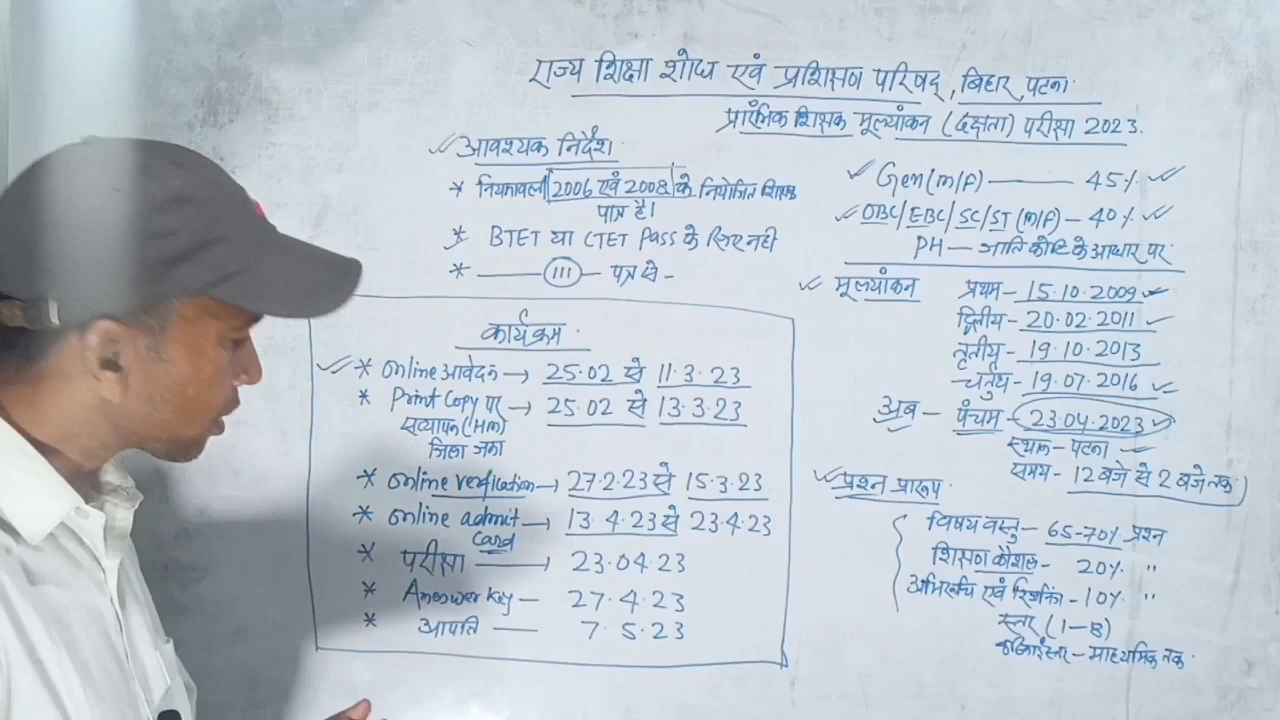 राज्य शिक्षा शोध एवं प्रशिक्षण परिषद्, बिहार, पटना.
प्रारंभिक शिक्षक मूल्यांकन (दक्षता) परीक्षा 2023.
आवश्यक निर्देश.
* नियमावली 2006 एवं 2008 के नियोजित शिक्षक
पात्र है।
* BTET या CTET Pass के लिए नही
* (III) पत्र से -
कार्यक्रम
* Online आवेदन → 25.02 से 11.3.23
* Print Copy पर → 25.02 से 13.3.23
सत्यापन (HM)
जिला जमा
* Online verification → 27.2.23 से 15.3.23
* Online admit → 13.4.23 से 23.4.23
Card
* परीक्षा → 23.04.23
* Answer key — 27.4.23
* आपति — 7.5.23
Gen (m/F) — 45%
OBC/EBC/SC/ST (m/F) - 40%
PH — जाति कोटि के आधार पर
मूल्यांकन प्रथम - 15.10.2009
द्वितीय - 20.02.2011
तृतीय - 19.10.2013
चतुर्थ - 19.07.2016
अब - पंचम - 23.04.2023
स्थान - पटना
समय - 12 बजे से 2 बजे तक
प्रश्न प्रारूप
विषय वस्तु - 65-70% प्रश्न
शिक्षण कौशल - 20% "
अभिरुचि एवं रिजनिंग - 10% "
स्तर (1-8)
माध्यमिक तक.